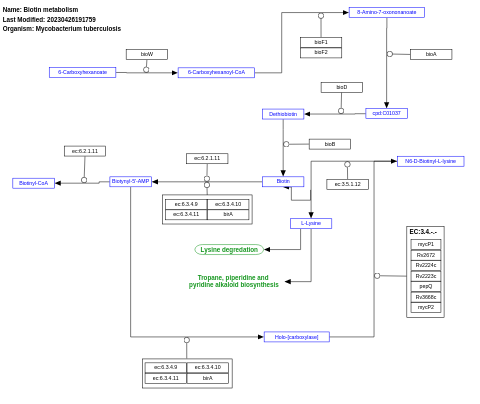 Name: Biotin metabolism
Last Modified: 20230426191759
Organism: Mycobacterium tuberculosis
8-Amino-7-oxononanoate
bioF1
bioF2
bioW
bioA
6-Carboxyhexanoate
6-Carboxyhexanoyl-CoA
bioD
Dethiobiotin
cpd:C01037
bioB
ec:6.2.1.11
ec:6.2.1.11
N6-D-Biotinyl-L-lysine
Biotinyl-CoA
Biotinyl-5'-AMP
Biotin
ec:3.5.1.12
ec:6.3.4.9
ec:6.3.4.10
ec:6.3.4.11
birA
L-Lysine
EC:3.4.-.-
mycP1
Rv2672
Rv2224c
Rv2223c
pepQ
Rv3668c
mycP2
Lysine degradation
Tropane, piperidine and
pyridine alkaloid biosynthesis
Holo-[carboxylase]
ec:6.3.4.9
ec:6.3.4.10
ec:6.3.4.11
birA